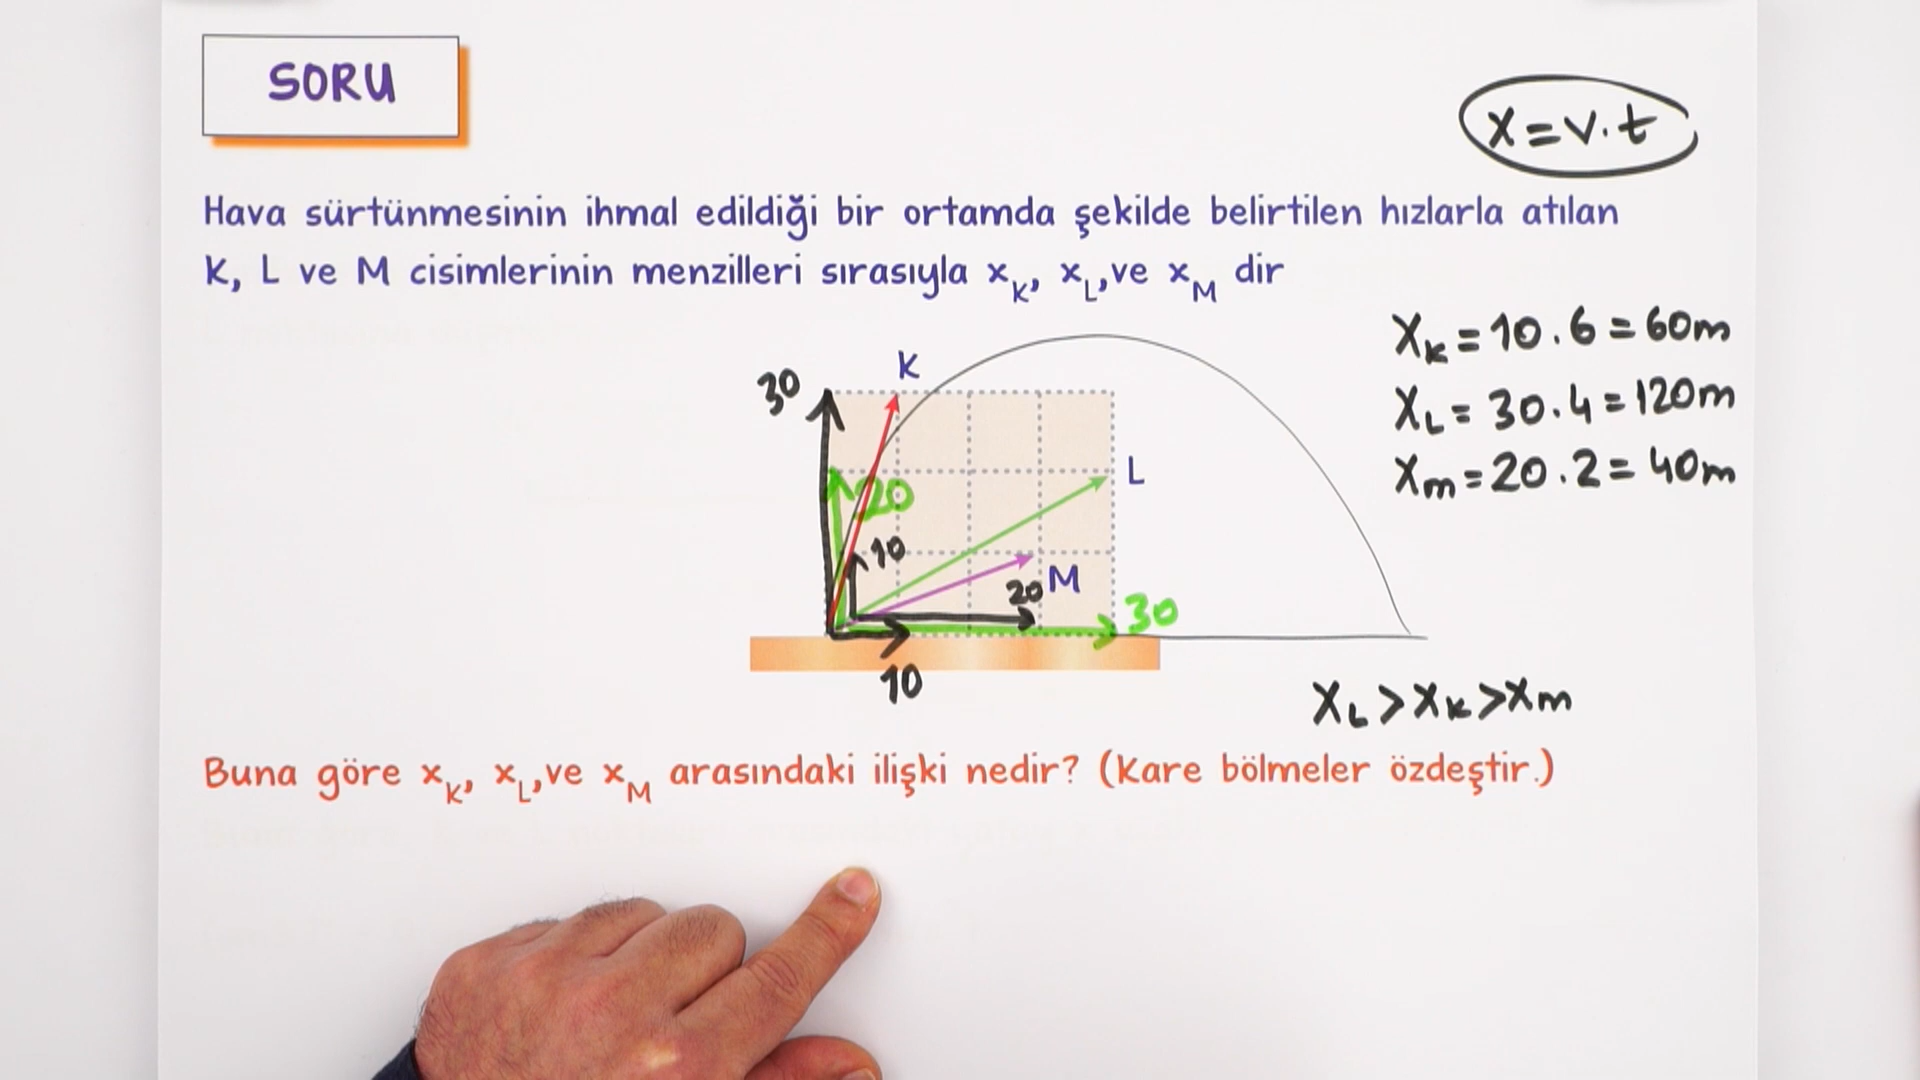 SORU
x = v.t
Hava sürtünmesinin ihmal edildiği bir ortamda şekilde belirtilen hızlarla atılan
K, L ve M cisimlerinin menzilleri sırasıyla xK, xL,ve xM dir
xK = 10.6 = 60m
xL = 30.4 = 120m
xm = 20.2 = 40m
K
30
L
20
10
20
M
30
10
xL > xK > xm
Buna göre xK, xL,ve xM arasındaki ilişki nedir? (Kare bölmeler özdeştir.)